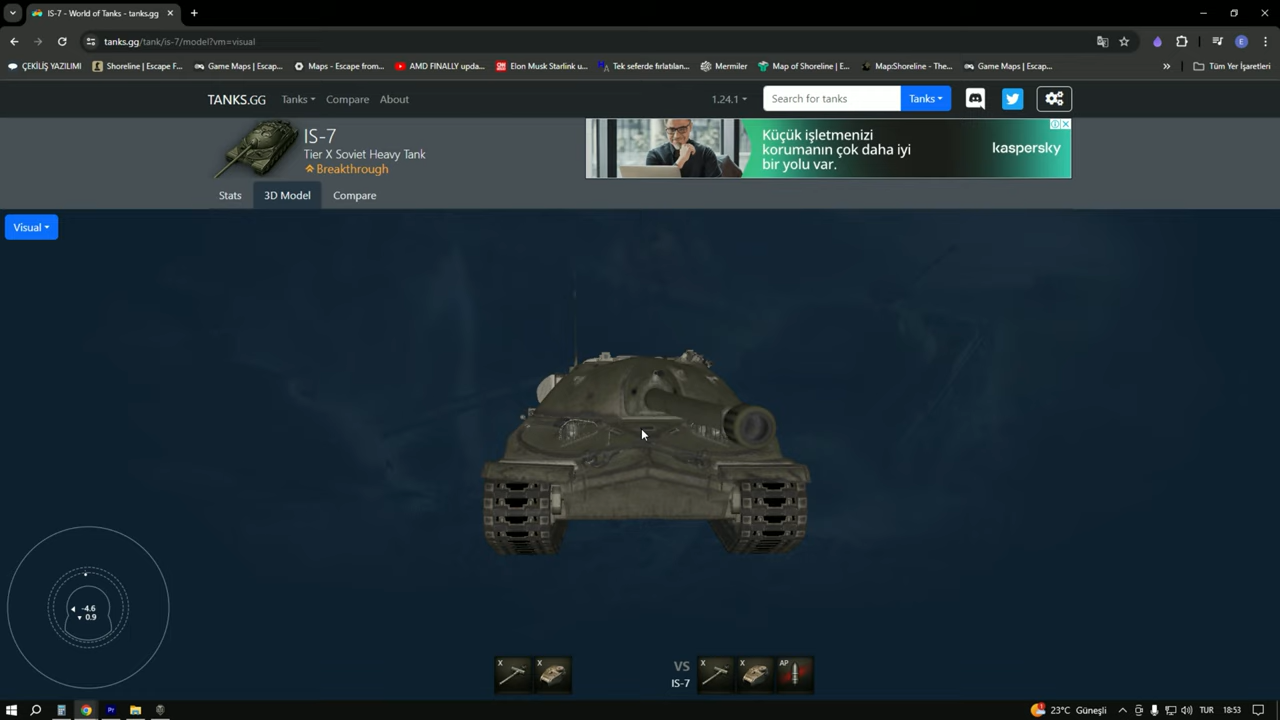 IS-7 - World of Tanks - tanks.gg
tanks.gg/tank/is-7/model?vm=visual
ÇEKİLİŞ YAZILIMI
Shoreline | Escape F...
Game Maps | Escap...
Maps - Escape from...
AMD FINALLY upda...
Elon Musk Starlink u...
Tek seferde fırlatılan...
Mermiler
Map of Shoreline | E...
Map:Shoreline - The...
Game Maps | Escap...
Tüm Yer İşaretleri
TANKS.GG
Tanks
Compare
About
1.24.1
Search for tanks
Tanks
IS-7
Tier X Soviet Heavy Tank
Breakthrough
Küçük işletmenizi
korumanın çok daha iyi
bir yolu var.
kaspersky
Stats
3D Model
Compare
Visual
-4.6
0.9
X
X
VS
IS-7
X
X
AP
23°C Güneşli
TUR
18:53